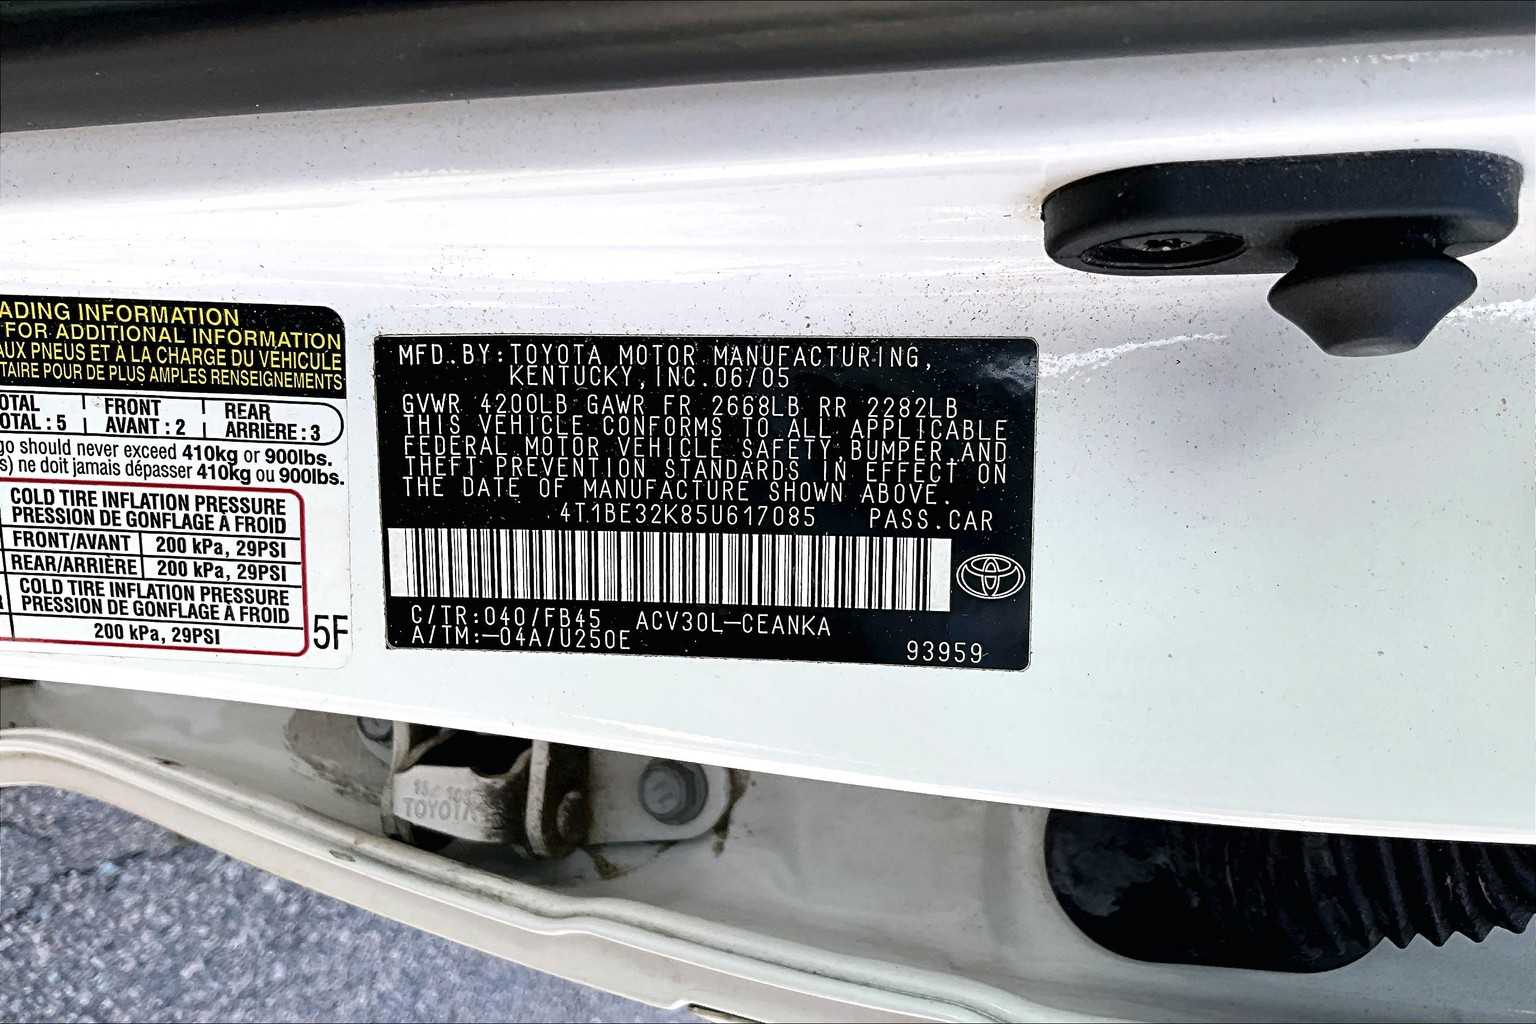 ADING INFORMATION
FOR ADDITIONAL INFORMATION
AUX PNEUS ET À LA CHARGE DU VÉHICULE
TAIRE POUR DE PLUS AMPLES RENSEIGNEMENTS
OTAL FRONT REAR
OTAL : 5 AVANT : 2 ARRIÈRE : 3
go should never exceed 410kg or 900lbs.
s) ne doit jamais dépasser 410kg ou 900lbs.
COLD TIRE INFLATION PRESSURE
PRESSION DE GONFLAGE À FROID
FRONT/AVANT 200 kPa, 29PSI
REAR/ARRIÈRE 200 kPa, 29PSI
COLD TIRE INFLATION PRESSURE
PRESSION DE GONFLAGE À FROID
200 kPa, 29PSI
5F
MFD.BY:TOYOTA MOTOR MANUFACTURING,
KENTUCKY,INC.06/05
GVWR 4200LB GAWR FR 2668LB RR 2282LB
THIS VEHICLE CONFORMS TO ALL APPLICABLE
FEDERAL MOTOR VEHICLE SAFETY,BUMPER,AND
THEFT PREVENTION STANDARDS IN EFFECT ON
THE DATE OF MANUFACTURE SHOWN ABOVE.
4T1BE32K85U617085 PASS.CAR
C/TR:040/FB45 ACV30L-CEANKA
A/TM:-04A/U250E
93959
TOYOTA